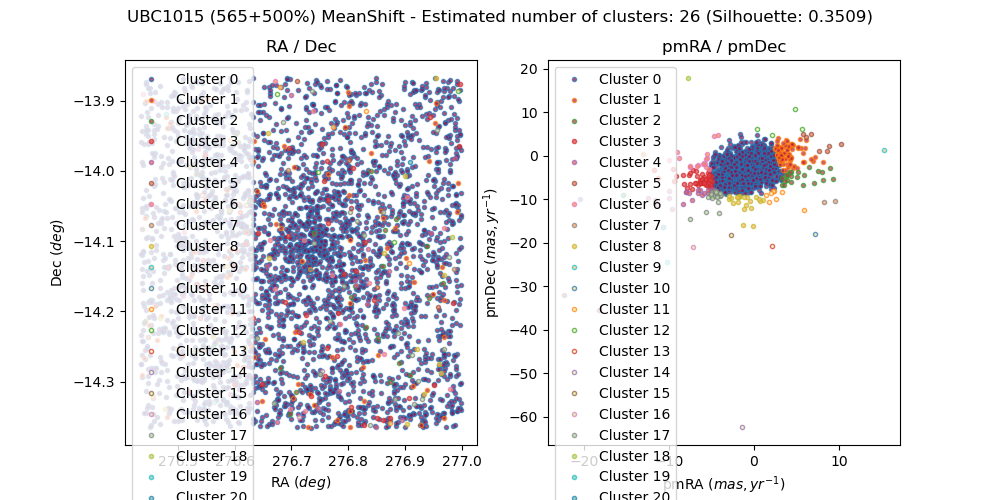 UBC1015 (565+500%) MeanShift - Estimated number of clusters: 26 (Silhouette: 0.3509)
RA / Dec
Dec (deg)
−13.9
−14.0
−14.1
−14.2
−14.3
Cluster 0
Cluster 1
Cluster 2
Cluster 3
Cluster 4
Cluster 5
Cluster 6
Cluster 7
Cluster 8
Cluster 9
Cluster 10
Cluster 11
Cluster 12
Cluster 13
Cluster 14
Cluster 15
Cluster 16
Cluster 17
Cluster 18
Cluster 19
Cluster 20
276.5 276.6 276.7 276.8 276.9 277.0
RA (deg)
pmRA / pmDec
pmDec (mas, yr⁻¹)
20
10
0
−10
−20
−30
−40
−50
−60
Cluster 0
Cluster 1
Cluster 2
Cluster 3
Cluster 4
Cluster 5
Cluster 6
Cluster 7
Cluster 8
Cluster 9
Cluster 10
Cluster 11
Cluster 12
Cluster 13
Cluster 14
Cluster 15
Cluster 16
Cluster 17
Cluster 18
Cluster 19
Cluster 20
−20 −10 0 10
pmRA (mas, yr⁻¹)